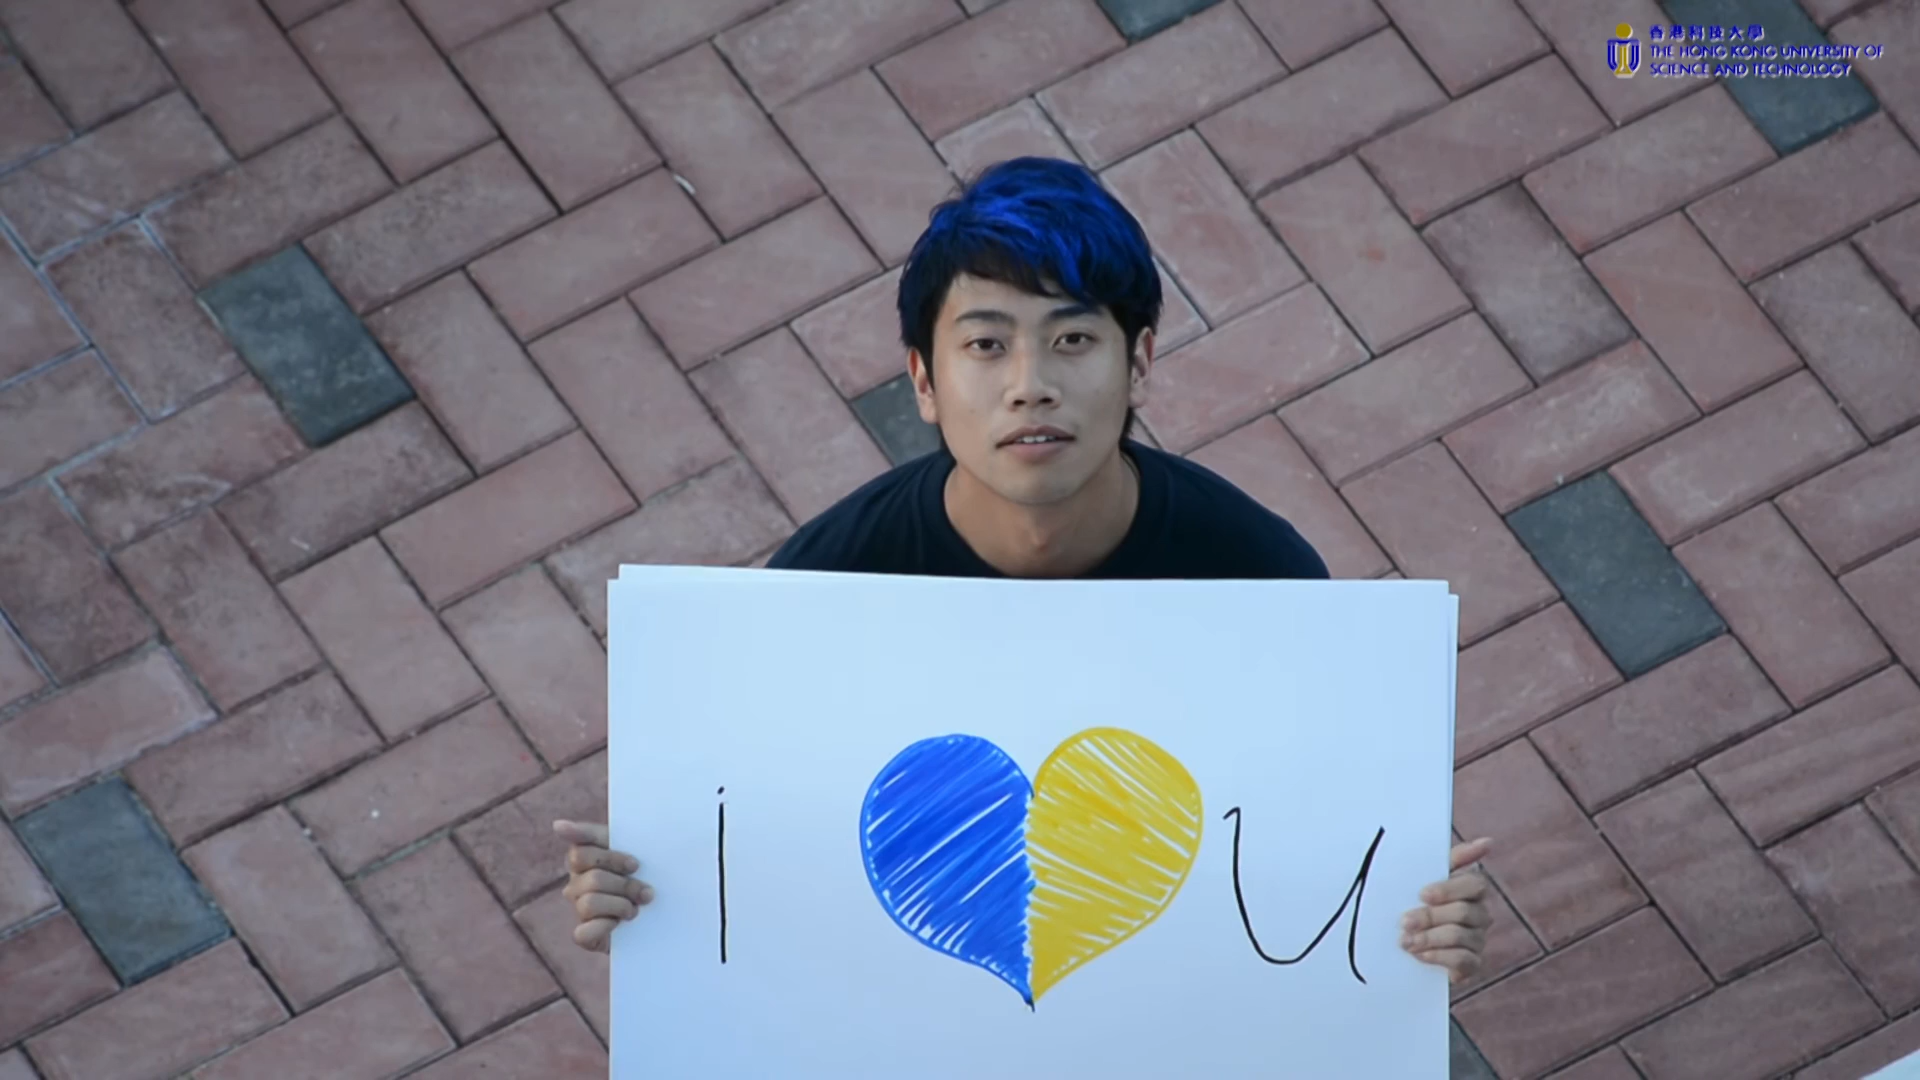 香港科技大學
THE HONG KONG UNIVERSITY OF
SCIENCE AND TECHNOLOGY
i U